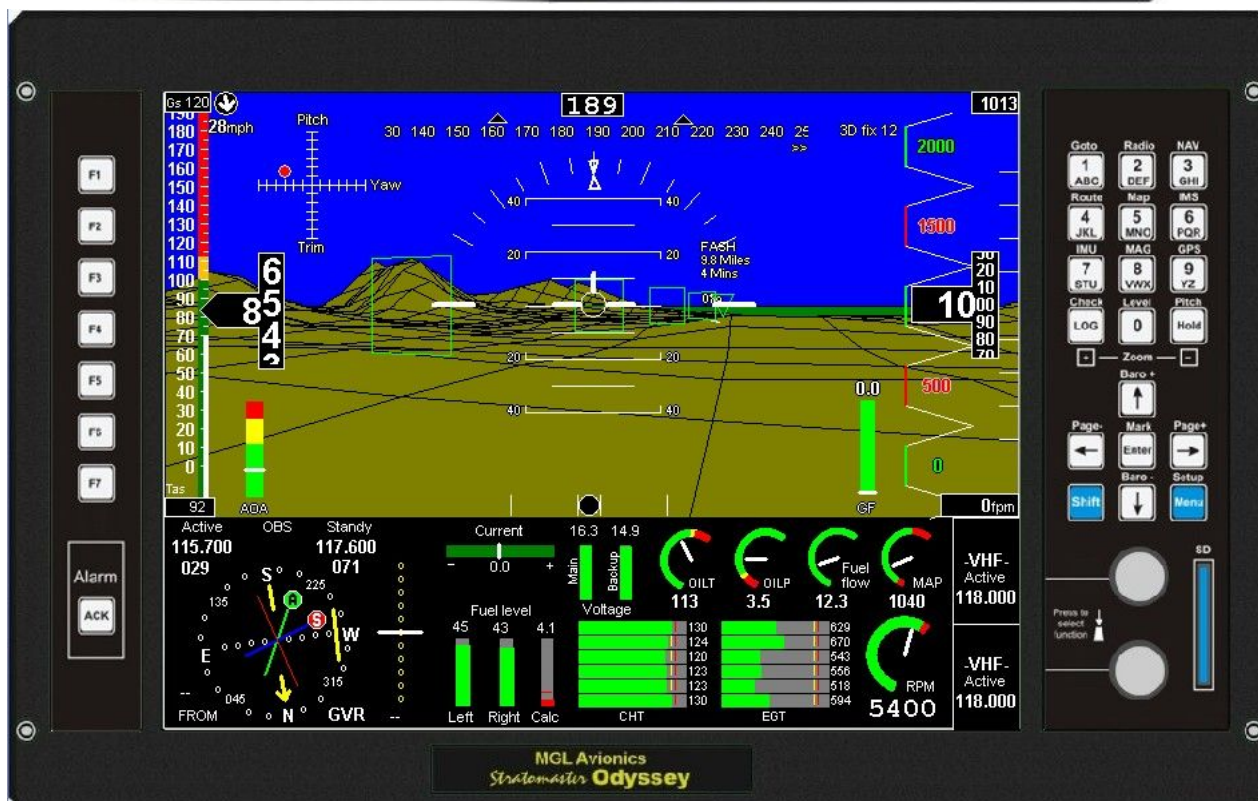 Gs 120
189
1013
190
180
170
160
150
140
130
120
110
100
90
80
70
60
50
40
30
20
10
0
28mph
Pitch
Yaw
Trim
30 140 150 160 170 180 190 200 210 220 230 240 25
>>
3D fix 12
2000
1500
500
0
40 40
20 20
20 20
40 40
FASH
9.8 Miles
4 Mins
6
85
4
30
20
10
10 00
90
80
70
0.0
Tas
92
AOA
GF
0fpm
Active OBS Standy
115.700 117.600
029 071
S
225
135
A
S
W
E
315
045
N
--
FROM
GVR
--
Current
- 0.0 +
16.3 14.9
Main
Backup
Voltage
Fuel level
45 43 4.1
Left Right Calc
OILT
113
OILP
3.5
Fuel
flow
12.3
MAP
1040
130
124
120
123
123
130
CHT
629
670
543
556
518
594
EGT
RPM
5400
-VHF-
Active
118.000
-VHF-
Active
118.000
F1
F2
F3
F4
F5
F6
F7
Alarm
ACK
Goto Radio NAV
1 2 3
ABC DEF GHI
Route Map IMS
4 5 6
JKL MNO PQR
IMU MAG GPS
7 8 9
STU VWX YZ
Check Level Pitch
LOG 0 Hold
+ Zoom -
Baro +
Page- Mark Page+
Enter
Baro - Setup
Shift Menu
SD
Press to
select
function
MGL Avionics
Stratomaster Odyssey